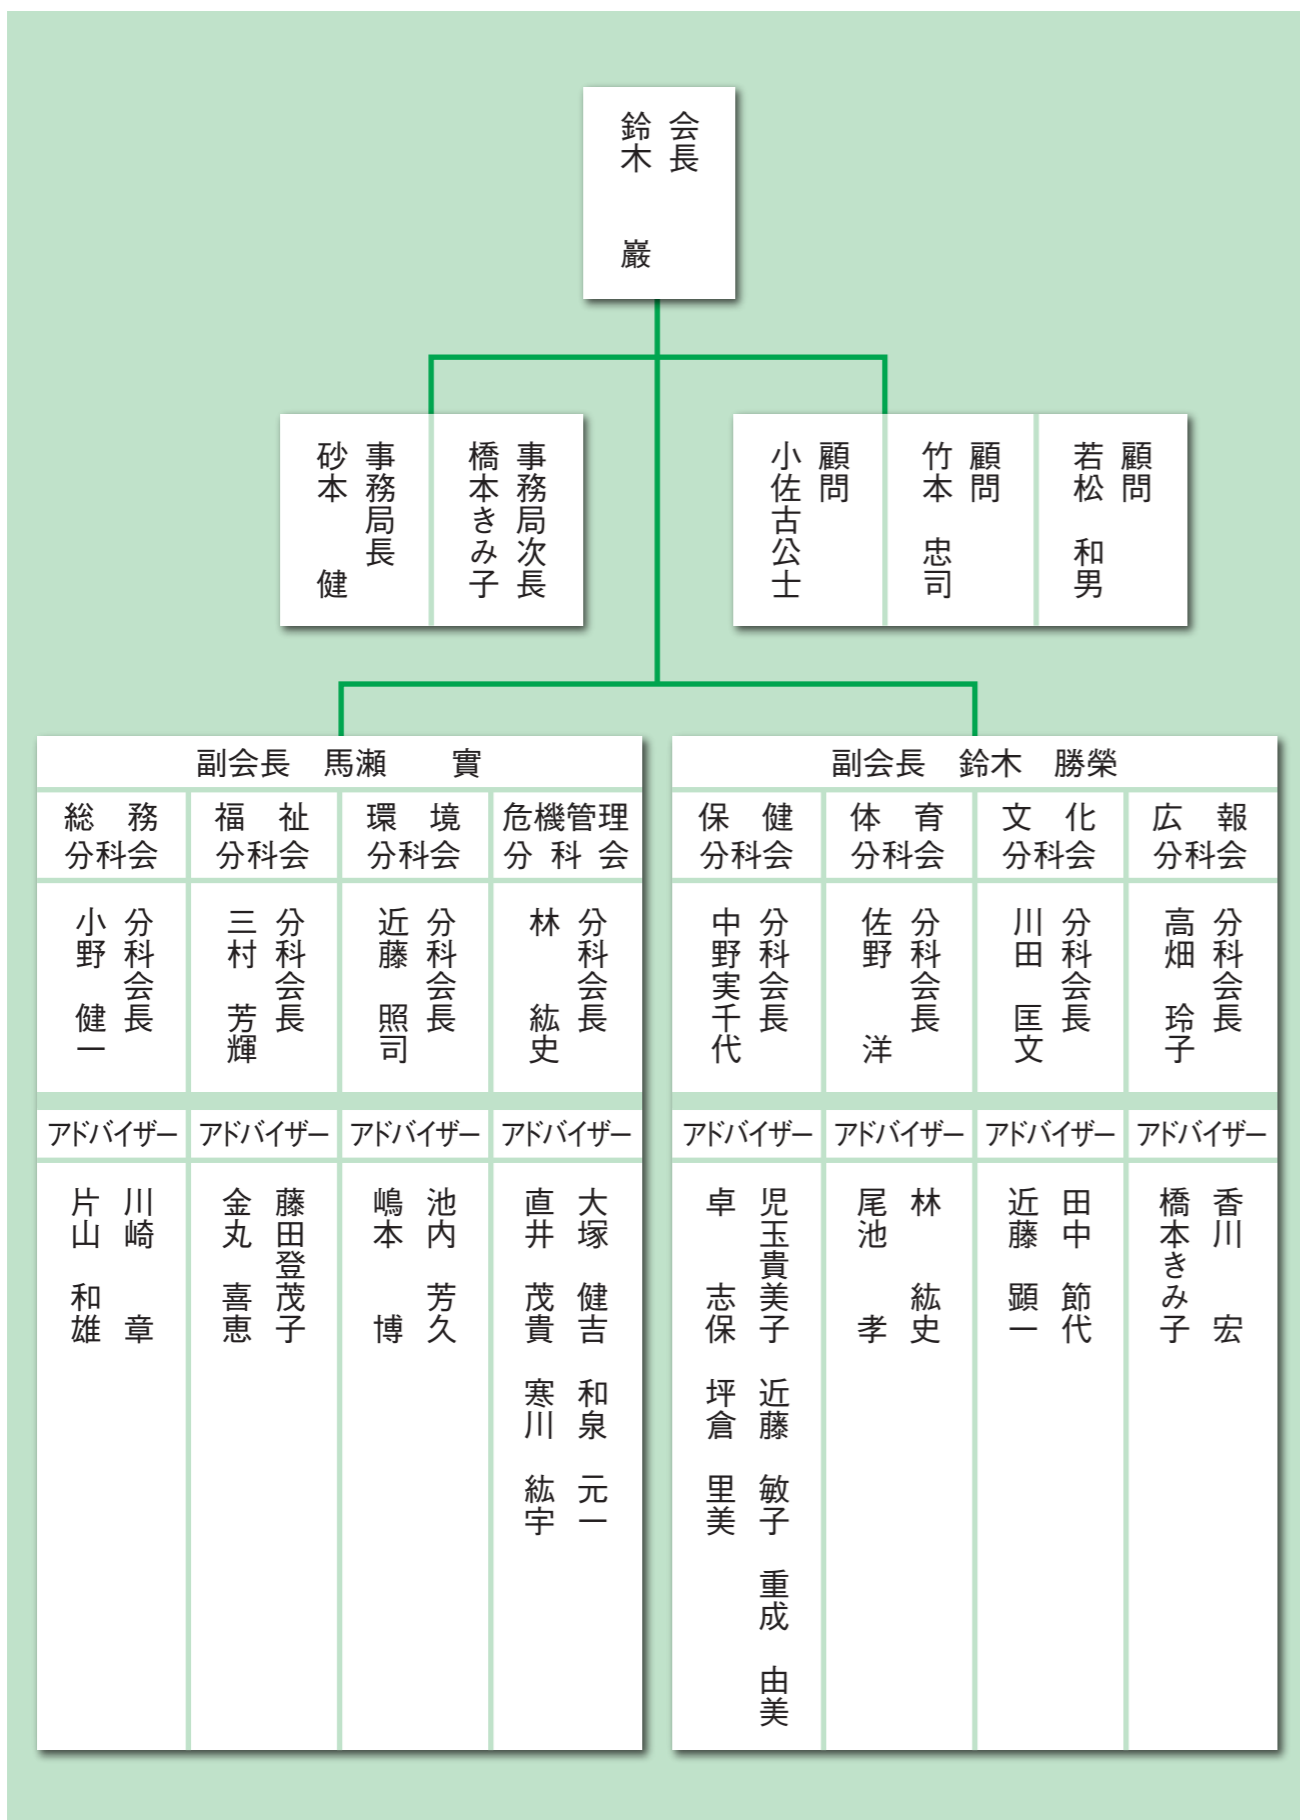 会長
鈴木　　巖
顧問
若松　和男
顧問
竹本　忠司
顧問
小佐古公士
事務局次長
橋本きみ子
事務局長
砂本　　健
副会長　馬瀬　　實
総　務
分科会
分科会長
小野　健一
アドバイザー
川崎　　章
片山　和雄
福　祉
分科会
分科会長
三村　芳輝
アドバイザー
藤田登茂子
金丸　喜恵
環　境
分科会
分科会長
近藤　照司
アドバイザー
池内　芳久
嶋本　　博
危機管理
分 科 会
分科会長
林　　紘史
アドバイザー
大塚　健吉　和泉　元一
直井　茂貴　寒川　紘宇
副会長　鈴木　勝榮
保　健
分科会
分科会長
中野実千代
アドバイザー
児玉貴美子　近藤　敏子　重成　由美
卓　　志保　坪倉　里美
体　育
分科会
分科会長
佐野　　洋
アドバイザー
林　　紘史
尾池　　孝
文　化
分科会
分科会長
川田　匡文
アドバイザー
田中　節代
近藤　顕一
広　報
分科会
分科会長
高畑　玲子
アドバイザー
香川　　宏
橋本きみ子